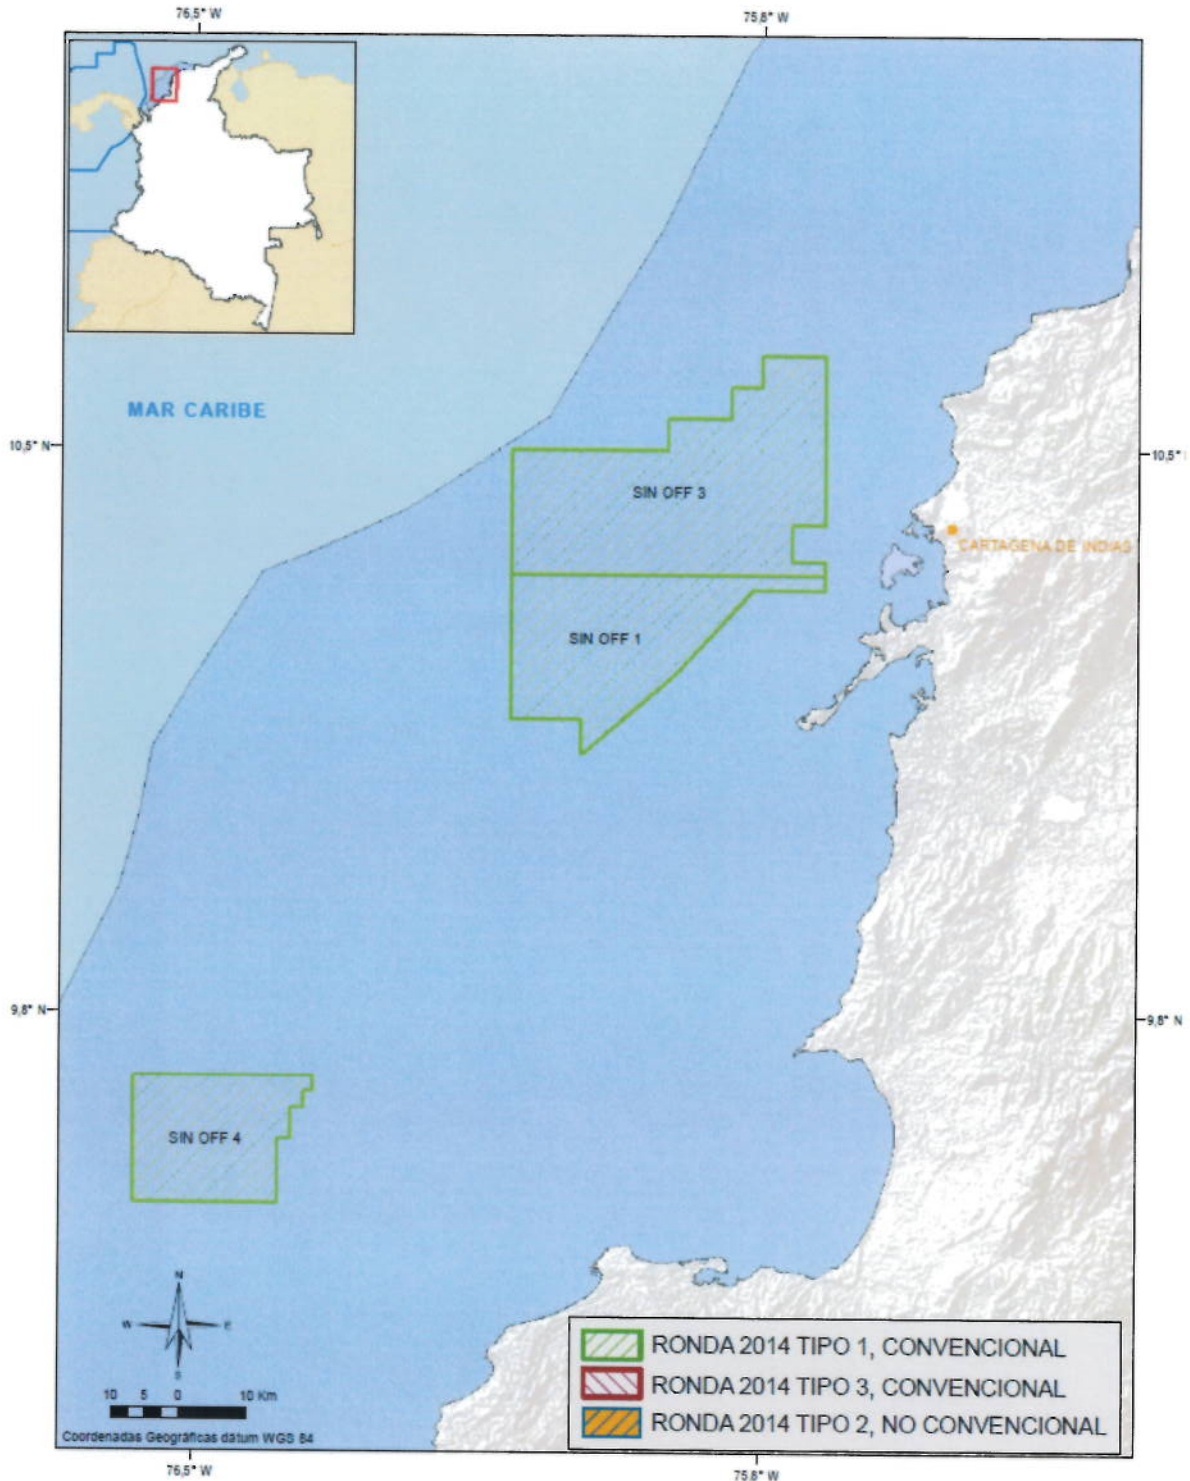 76,5° W
75,8° W
MAR CARIBE
10,5° N
10,5°
SIN OFF 3
CARTAGENA DE INDIAS
SIN OFF 1
9,8° N
9,8° N
SIN OFF 4
N
W
E
S
10 5 0 10 Km
Coordenadas Geográficas datum WGS 84
RONDA 2014 TIPO 1, CONVENCIONAL
RONDA 2014 TIPO 3, CONVENCIONAL
RONDA 2014 TIPO 2, NO CONVENCIONAL
76,5° W
75,8° W